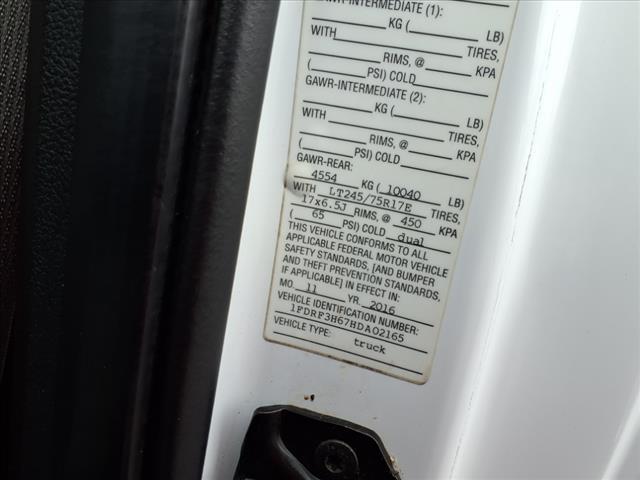 GAWR-INTERMEDIATE (1):
KG ( LB)
WITH TIRES,
RIMS, @ KPA
( PSI) COLD
GAWR-INTERMEDIATE (2):
KG ( LB)
WITH TIRES,
RIMS, @ KPA
( PSI) COLD
GAWR-REAR:
4554 KG ( 10040 LB)
WITH LT245/75R17E TIRES,
17x6.5J RIMS, @ 450 KPA
( 65 PSI) COLD dual
THIS VEHICLE CONFORMS TO ALL
APPLICABLE FEDERAL MOTOR VEHICLE
SAFETY STANDARDS, [AND BUMPER
AND THEFT PREVENTION STANDARDS,
IF APPLICABLE] IN EFFECT IN
MO. 11 YR. 2016
VEHICLE IDENTIFICATION NUMBER:
1FDRF3H67HDA02165
VEHICLE TYPE: truck